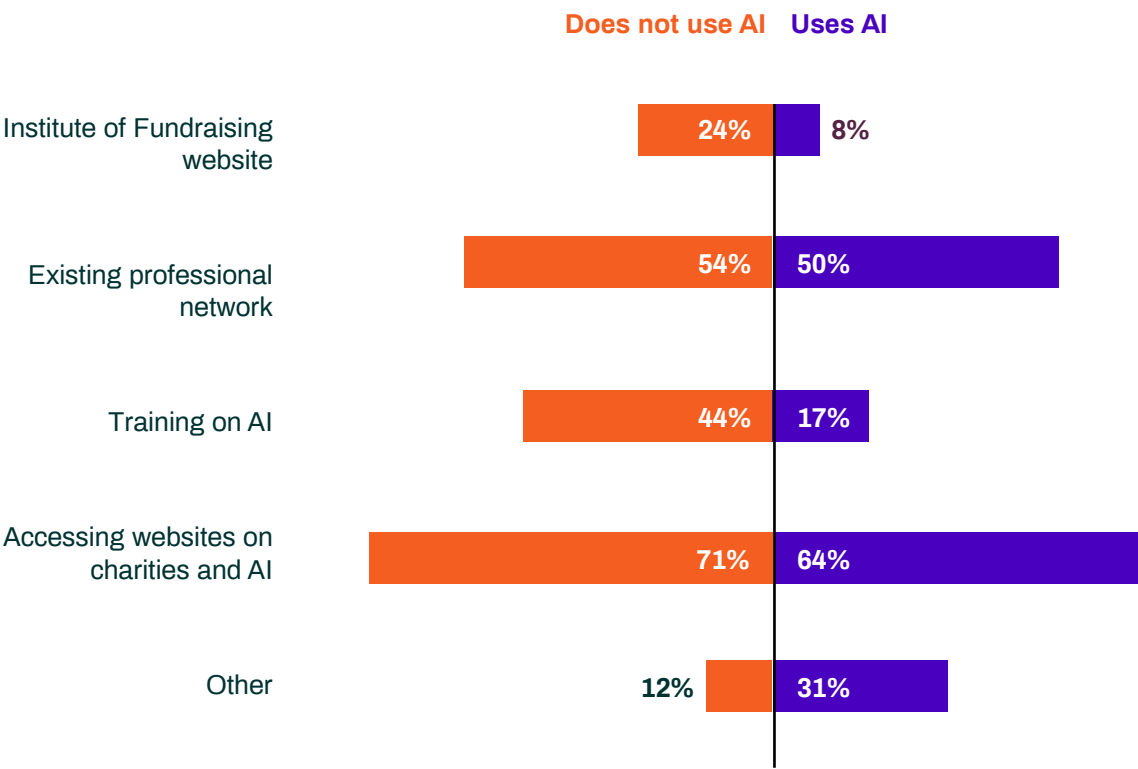 Does not use AI Uses AI
Institute of Fundraising
website
24% 8%
Existing professional
network
54% 50%
Training on AI
44% 17%
Accessing websites on
charities and AI
71% 64%
Other
12% 31%